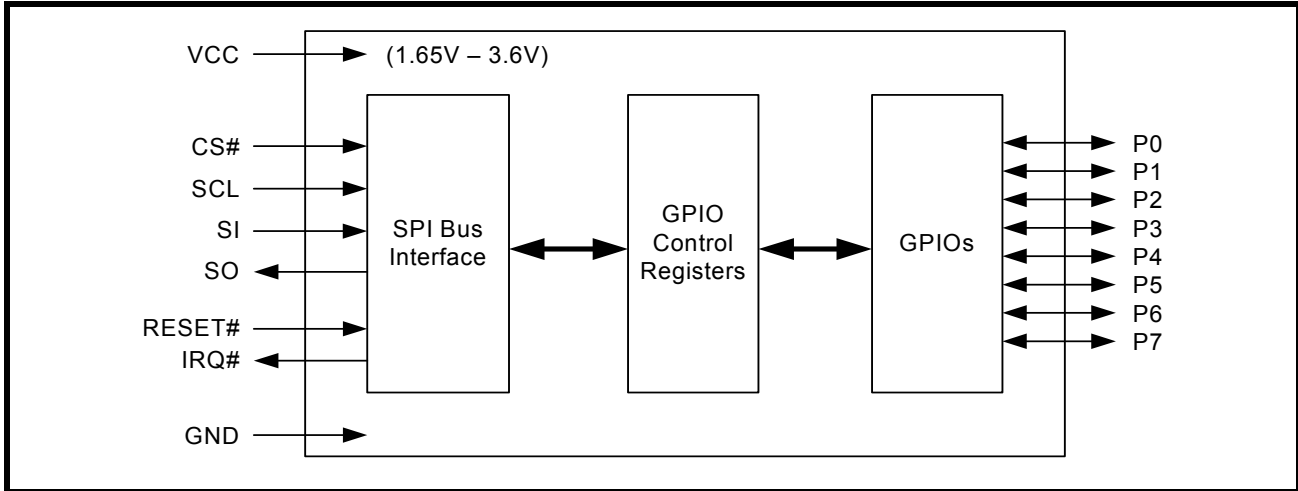 VCC
(1.65V – 3.6V)
CS#
SCL
SI
SO
RESET#
IRQ#
GND
SPI Bus
Interface
GPIO
Control
Registers
GPIOs
P0
P1
P2
P3
P4
P5
P6
P7